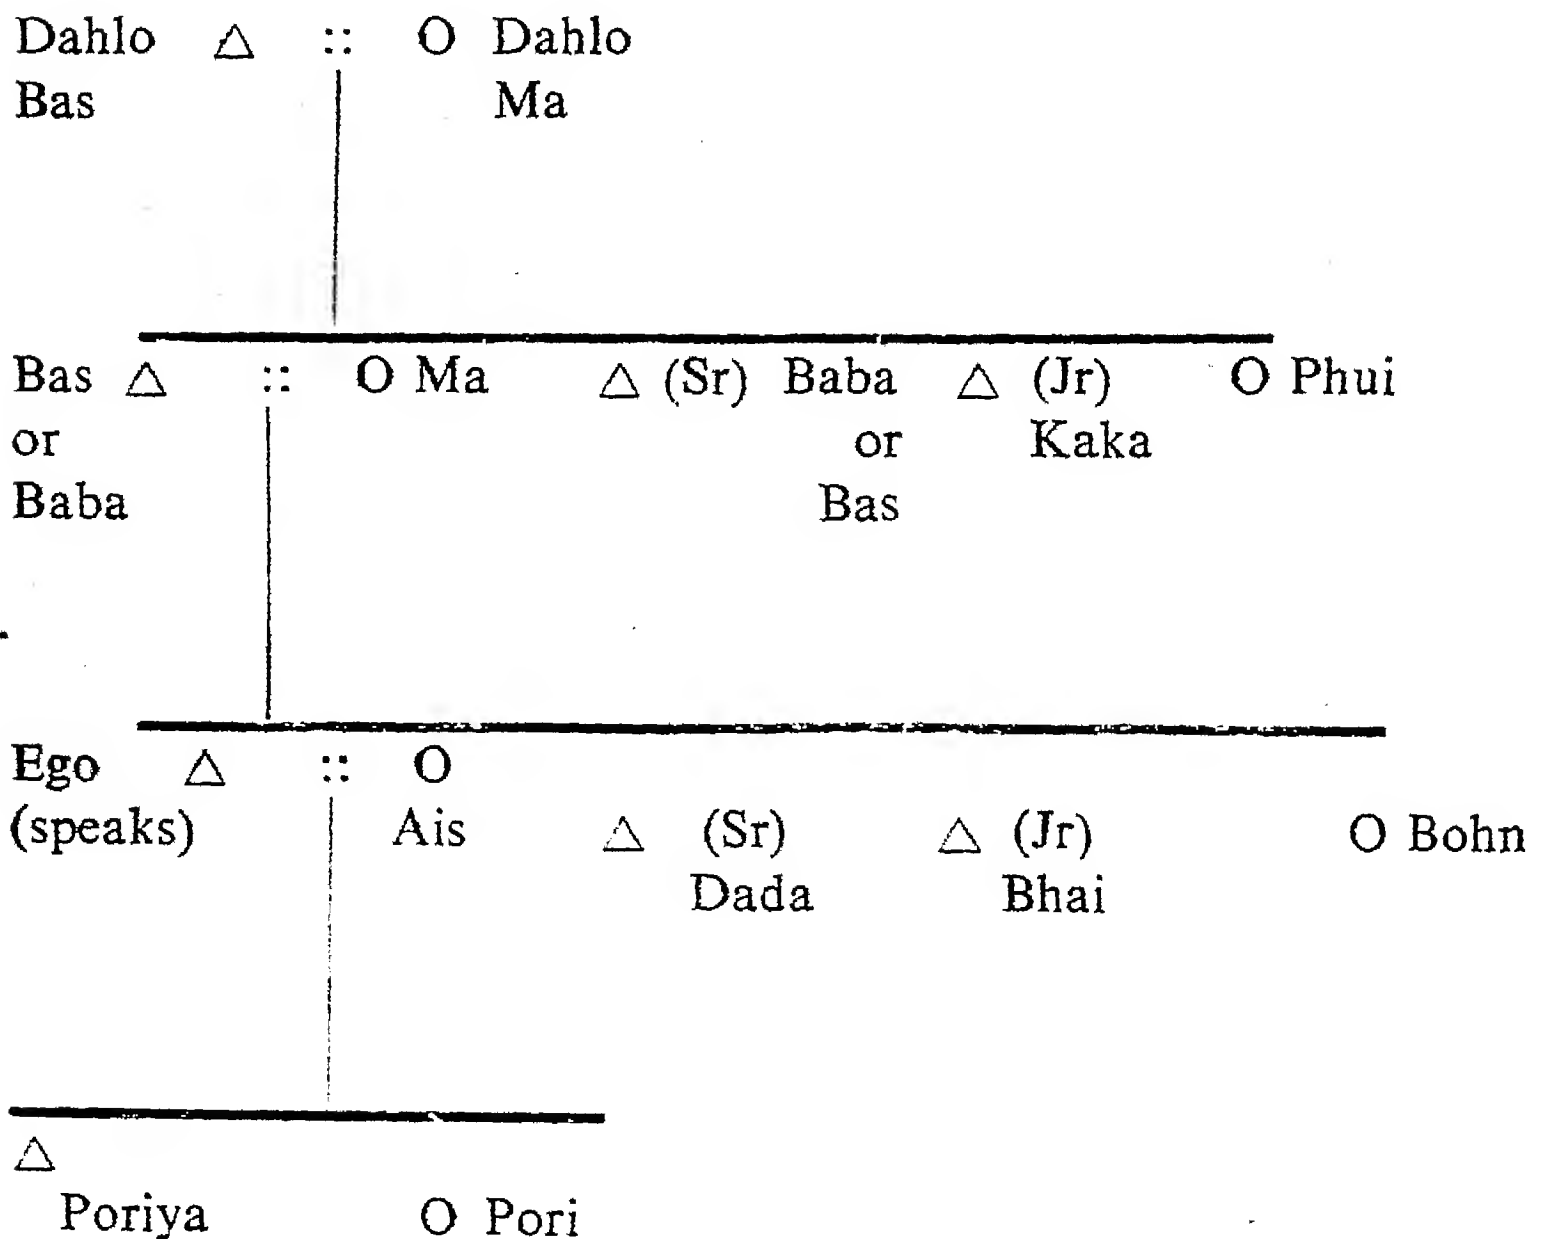 Dahlo △ :: O Dahlo
Bas Ma
Bas △ :: O Ma △ (Sr) Baba △ (Jr) O Phui
or or Kaka
Baba Bas
Ego △ :: O
(speaks) Ais △ (Sr) △ (Jr) O Bohn
Dada Bhai
△
Poriya O Pori